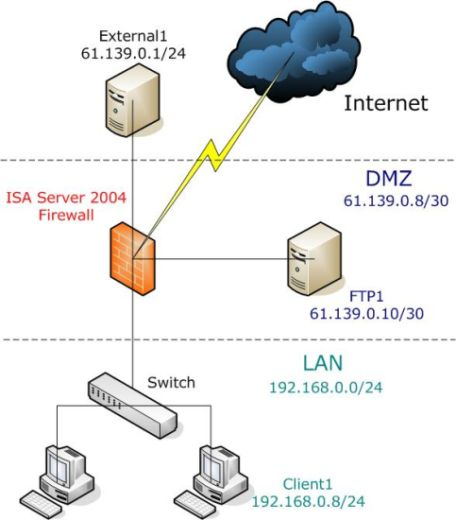 External1
61.139.0.1/24
Internet
DMZ
61.139.0.8/30
ISA Server 2004
Firewall
FTP1
61.139.0.10/30
LAN
192.168.0.0/24
Switch
Client1
192.168.0.8/24